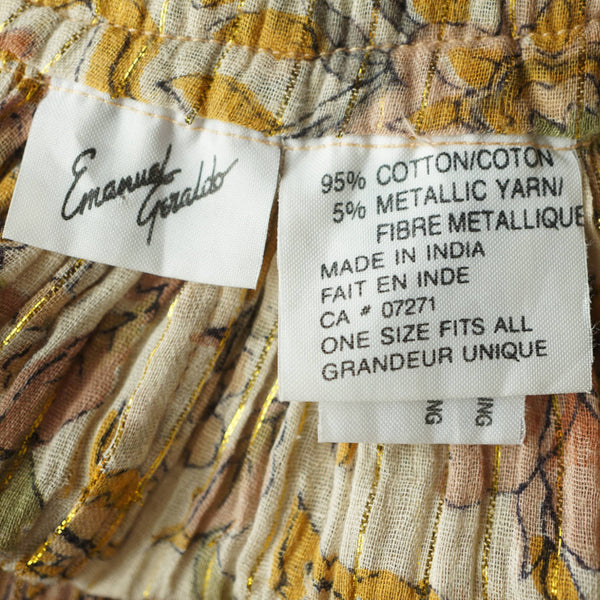 Emanuel
Geraldo
95% COTTON/COTON
5% METALLIC YARN/
FIBRE METALLIQUE
MADE IN INDIA
FAIT EN INDE
CA # 07271
ONE SIZE FITS ALL
GRANDEUR UNIQUE